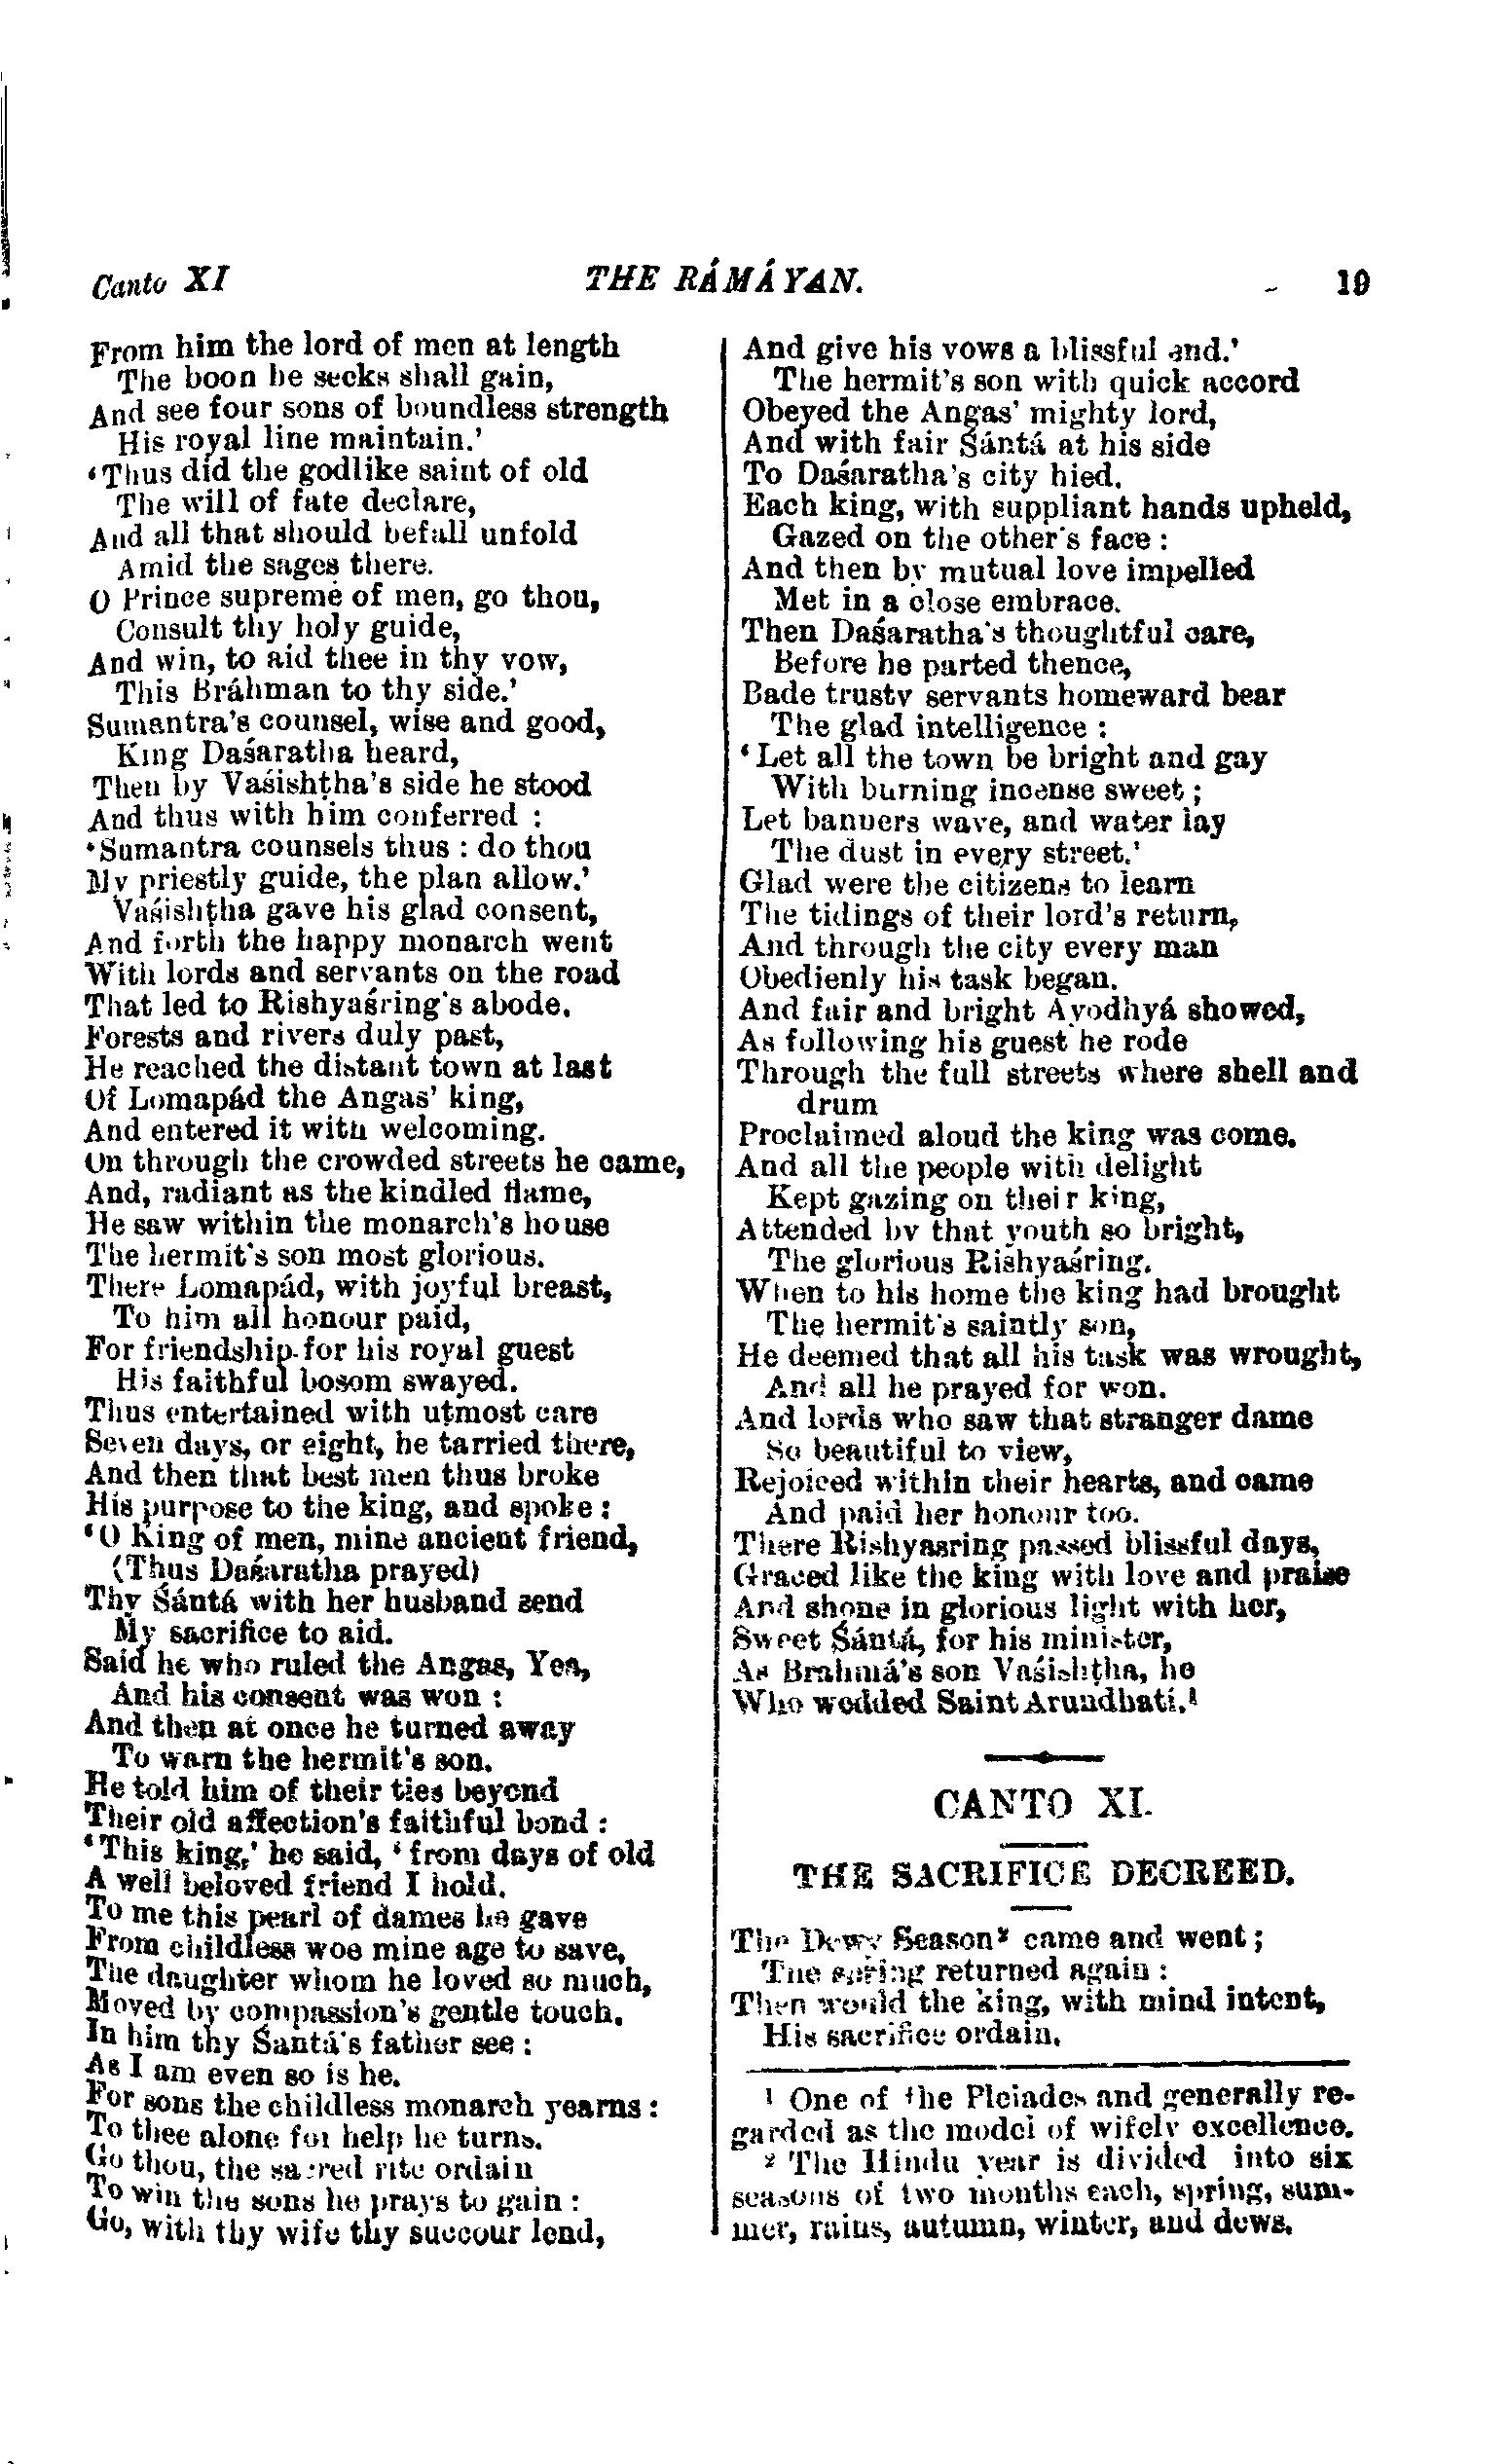 Canto XI
THE RÁMÁYAN.
19
From him the lord of men at length
The boon he seeks shall gain,
And see four sons of boundless strength
His royal line maintain.'
'Thus did the godlike saint of old
The will of fate declare,
And all that should befall unfold
Amid the sages there.
O Prince supreme of men, go thou,
Consult thy holy guide,
And win, to aid thee in thy vow,
This Bráhman to thy side.'
Sumantra's counsel, wise and good,
King Daśaratha heard,
Then by Vaśishṭha's side he stood
And thus with him conferred :
'Sumantra counsels thus : do thou
My priestly guide, the plan allow.'
Vaśishṭha gave his glad consent,
And forth the happy monarch went
With lords and servants on the road
That led to Rishyaśring's abode.
Forests and rivers duly past,
He reached the distant town at last
Of Lomapád the Angas' king,
And entered it with welcoming.
On through the crowded streets he came,
And, radiant as the kindled flame,
He saw within the monarch's house
The hermit's son most glorious.
There Lomapád, with joyful breast,
To him all honour paid,
For friendship for his royal guest
His faithful bosom swayed.
Thus entertained with utmost care
Seven days, or eight, he tarried there,
And then that best men thus broke
His purpose to the king, and spoke :
'O King of men, mine ancient friend,
(Thus Daśaratha prayed)
Thy Śántá with her husband send
My sacrifice to aid.
Said he who ruled the Angas, Yea,
And his consent was won :
And then at once he turned away
To warn the hermit's son.
He told him of their ties beyond
Their old affection's faithful bond :
'This king,' he said, 'from days of old
A well beloved friend I hold.
To me this pearl of dames he gave
From childless woe mine age to save,
The daughter whom he loved so much,
Moved by compassion's gentle touch.
In him thy Śantá's father see :
As I am even so is he.
For sons the childless monarch yearns :
To thee alone for help he turns.
Go thou, the sacred rite ordain
To win the sons he prays to gain :
Go, with thy wife thy succour lend,
And give his vows a blissful end.'
The hermit's son with quick accord
Obeyed the Angas' mighty lord,
And with fair Śántá at his side
To Daśaratha's city hied.
Each king, with suppliant hands upheld,
Gazed on the other's face :
And then by mutual love impelled
Met in a close embrace.
Then Daśaratha's thoughtful care,
Before he parted thence,
Bade trusty servants homeward bear
The glad intelligence :
'Let all the town be bright and gay
With burning incense sweet ;
Let banners wave, and water lay
The dust in every street.'
Glad were the citizens to learn
The tidings of their lord's return,
And through the city every man
Obedienly his task began.
And fair and bright Ayodhyá showed,
As following his guest he rode
Through the full streets where shell and
drum
Proclaimed aloud the king was come.
And all the people with delight
Kept gazing on their king,
Attended by that youth so bright,
The glorious Rishyaśring.
When to his home the king had brought
The hermit's saintly son,
He deemed that all his task was wrought,
And all he prayed for won.
And lords who saw that stranger dame
So beautiful to view,
Rejoiced within their hearts, and came
And paid her honour too.
There Rishyasring passed blissful days,
Graced like the king with love and praise
And shone in glorious light with her,
Sweet Śántá, for his minister,
As Brahmá's son Vaśishṭha, he
Who wedded Saint Arundhatí.¹
CANTO XI.
THE SACRIFICE DECREED.
The Dewy Season² came and went ;
The spring returned again :
Then would the king, with mind intent,
His sacrifice ordain.
¹ One of the Pleiades and generally re-
garded as the model of wifely excellence.
² The Hindu year is divided into six
seasons of two months each, spring, sum-
mer, rains, autumn, winter, and dews.